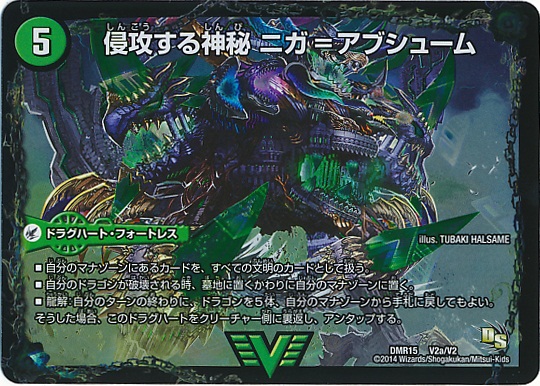 5
しんこう しんぴ
侵攻する神秘 ニガ＝アブシューム
illus. TUBAKI HALSAME
ドラグハート・フォートレス
■自分のマナゾーンにあるカードを、すべての文明のカードとして扱う。
■自分のドラゴンが破壊される時、墓地に置くかわりに自分のマナゾーンに置く。
■龍解：自分のターンの終わりに、ドラゴンを5体、自分のマナゾーンから手札に戻してもよい。
そうした場合、このドラグハートをクリーチャー側に裏返し、アンタップする。
DS
DMR15 V2a/V2
©2014 Wizards/Shogakukan/Mitsui-Kids